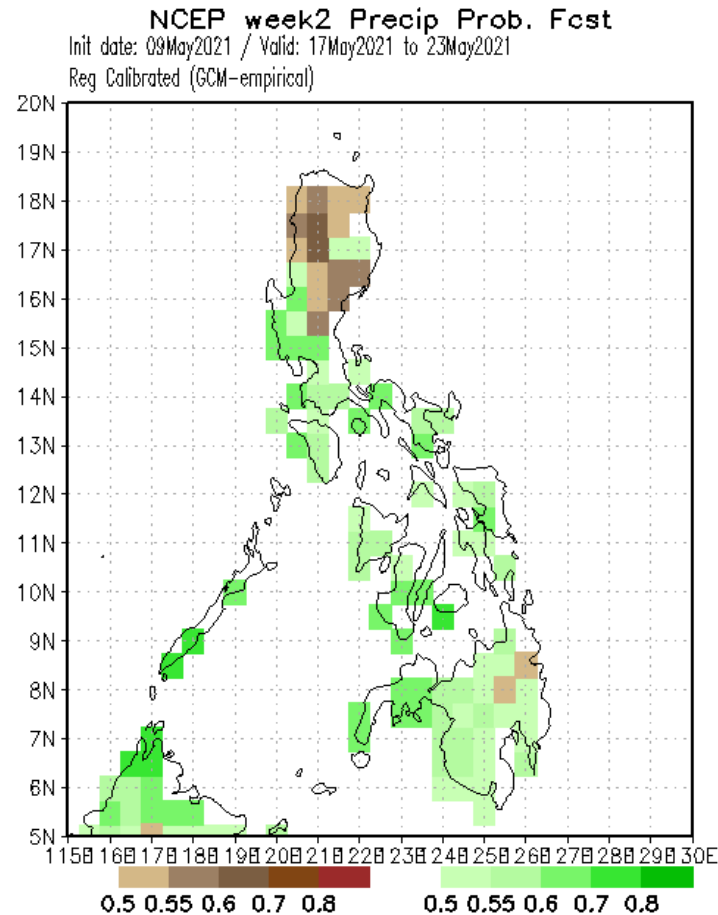 NCEP week2 Precip Prob. Fcst
Init date: 09May2021 / Valid: 17May2021 to 23May2021
Reg Calibrated (GCM-empirical)
20N
19N
18N
17N
16N
15N
14N
13N
12N
11N
10N
9N
8N
7N
6N
5N
115E 116E 117E 118E 119E 120E 121E 122E 123E 124E 125E 126E 127E 128E 129E 130E
0.5 0.55 0.6 0.7 0.8 0.5 0.55 0.6 0.7 0.8